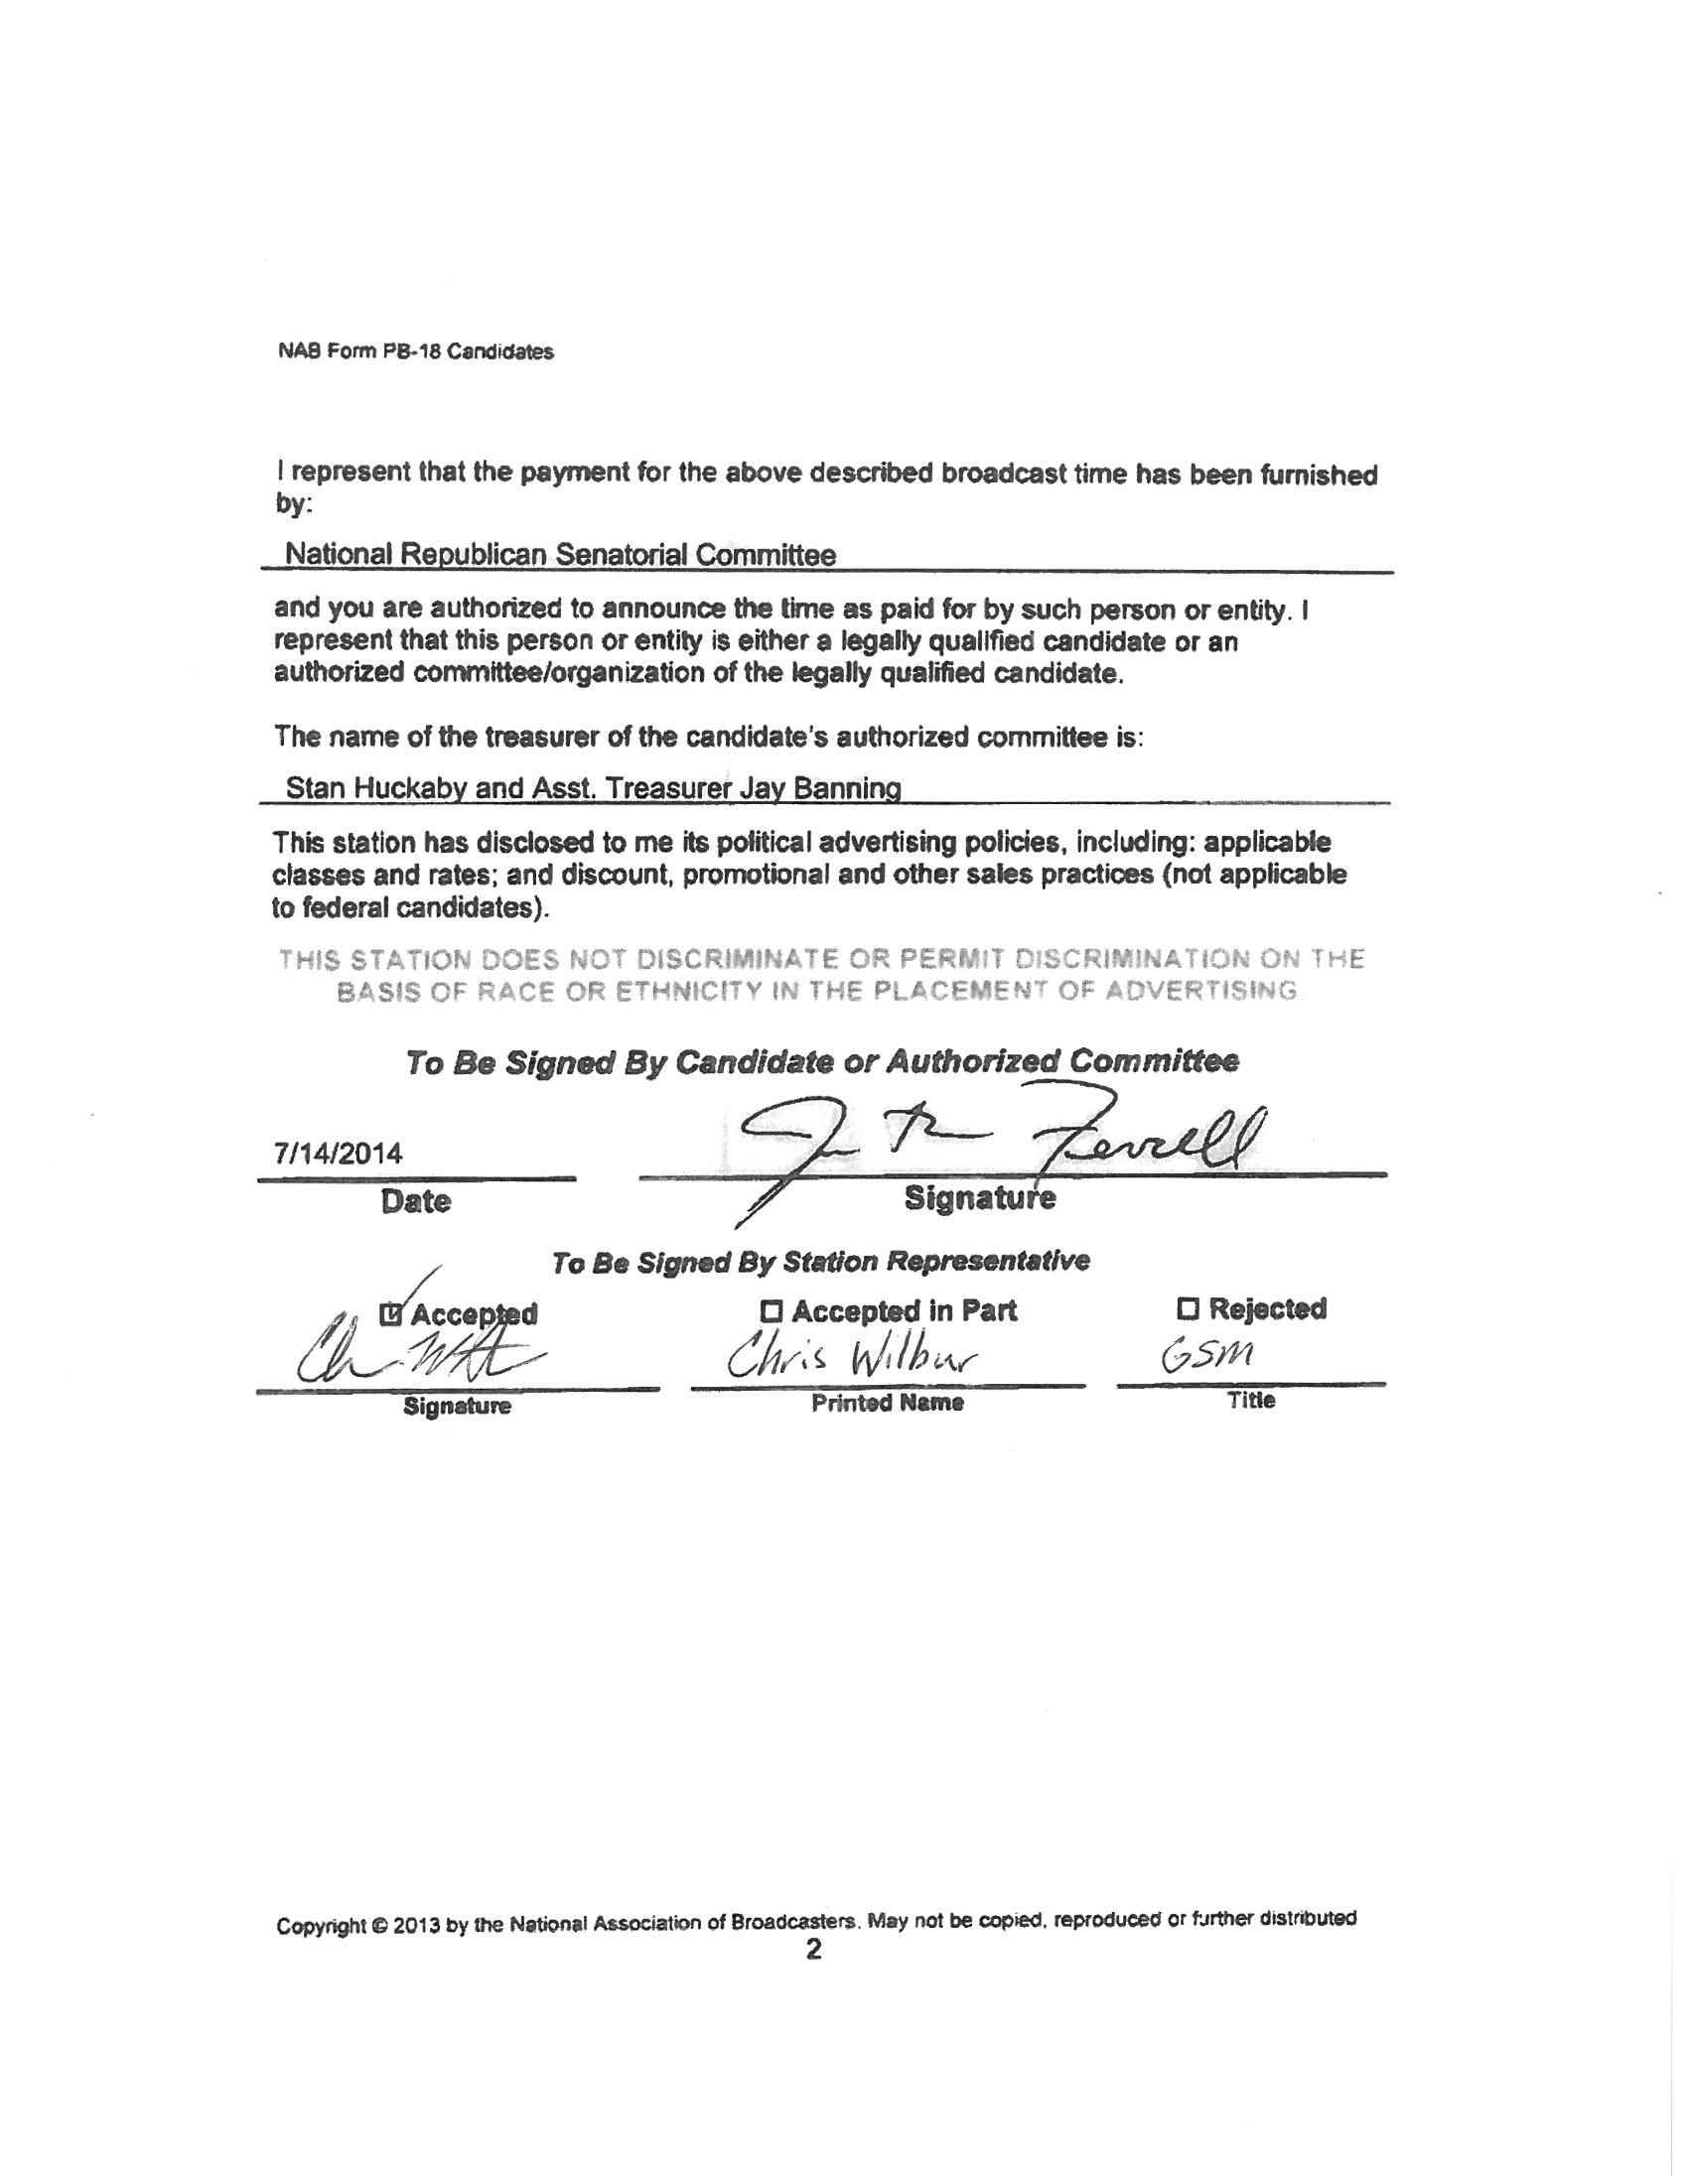 NAB Form PB-18 Candidates
I represent that the payment for the above described broadcast time has been furnished
by:
National Republican Senatorial Committee
and you are authorized to announce the time as paid for by such person or entity. I
represent that this person or entity is either a legally qualified candidate or an
authorized committee/organization of the legally qualified candidate.
The name of the treasurer of the candidate's authorized committee is:
Stan Huckaby and Asst. Treasurer Jay Banning
This station has disclosed to me its political advertising policies, including: applicable
classes and rates; and discount, promotional and other sales practices (not applicable
to federal candidates).
THIS STATION DOES NOT DISCRIMINATE OR PERMIT DISCRIMINATION ON THE
BASIS OF RACE OR ETHNICITY IN THE PLACEMENT OF ADVERTISING
To Be Signed By Candidate or Authorized Committee
7/14/2014 Ferrell
Date Signature
To Be Signed By Station Representative
Accepted Accepted in Part Rejected
Chris Wilbur GSM
Signature Printed Name Title
Copyright © 2013 by the National Association of Broadcasters. May not be copied, reproduced or further distributed
2